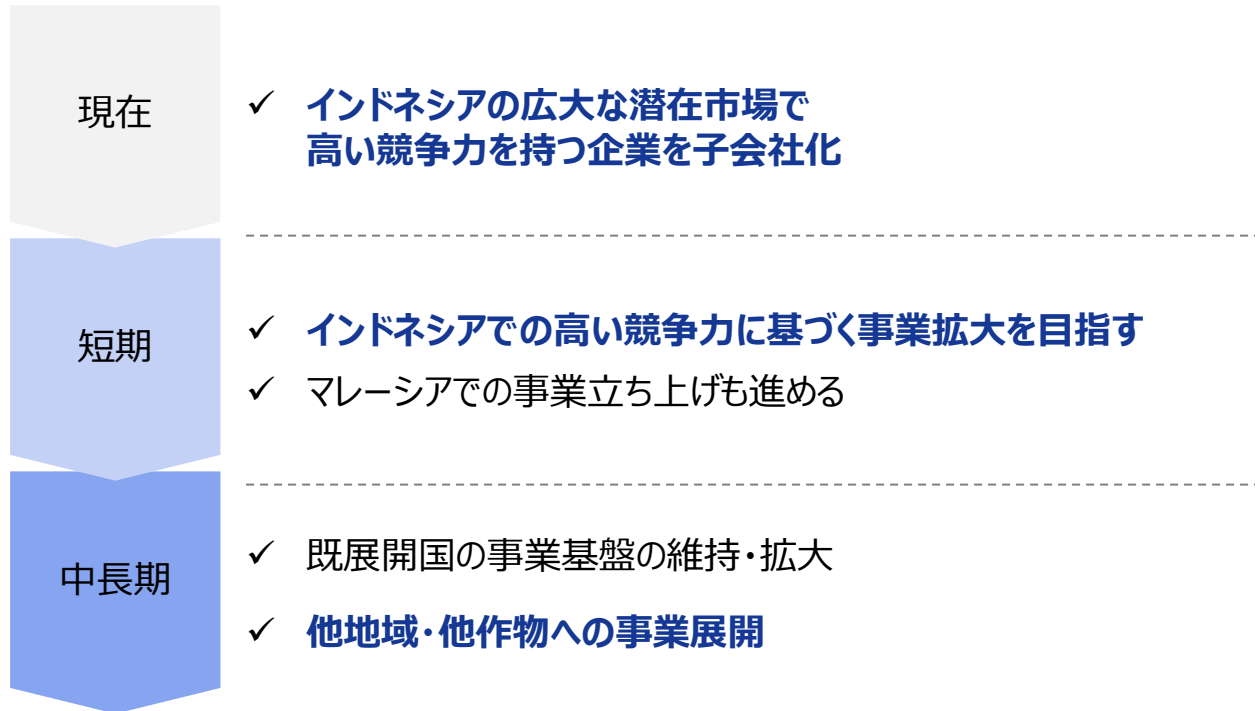 現在
✓ インドネシアの広大な潜在市場で
高い競争力を持つ企業を子会社化
短期
✓ インドネシアでの高い競争力に基づく事業拡大を目指す
✓ マレーシアでの事業立ち上げも進める
中長期
✓ 既展開国の事業基盤の維持・拡大
✓ 他地域・他作物への事業展開